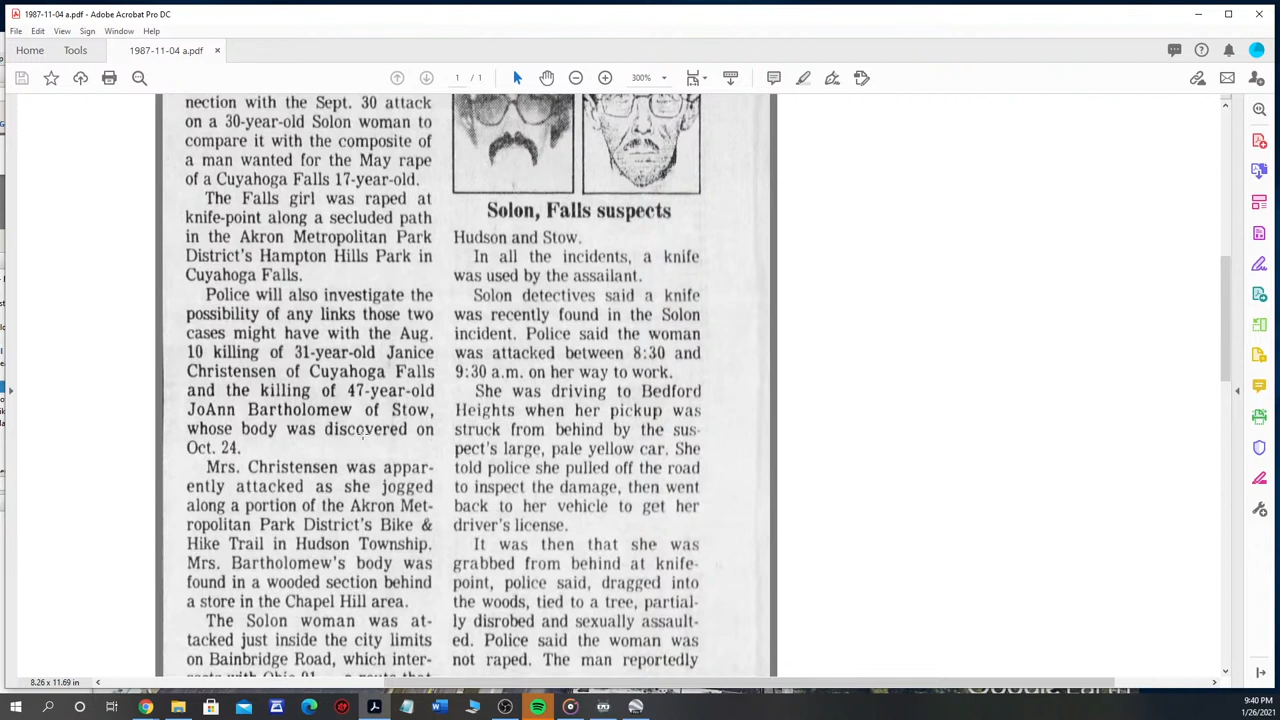 1987-11-04 a.pdf - Adobe Acrobat Pro DC
File Edit View Sign Window Help
Home Tools 1987-11-04 a.pdf ×
1 / 1 300%
nection with the Sept. 30 attack
on a 30-year-old Solon woman to
compare it with the composite of
a man wanted for the May rape
of a Cuyahoga Falls 17-year-old.
The Falls girl was raped at
knife-point along a secluded path
in the Akron Metropolitan Park
District's Hampton Hills Park in
Cuyahoga Falls.
Police will also investigate the
possibility of any links those two
cases might have with the Aug.
10 killing of 31-year-old Janice
Christensen of Cuyahoga Falls
and the killing of 47-year-old
JoAnn Bartholomew of Stow,
whose body was discovered on
Oct. 24.
Mrs. Christensen was appar-
ently attacked as she jogged
along a portion of the Akron Met-
ropolitan Park District's Bike &
Hike Trail in Hudson Township.
Mrs. Bartholomew's body was
found in a wooded section behind
a store in the Chapel Hill area.
The Solon woman was at-
tacked just inside the city limits
on Bainbridge Road, which inter-
Solon, Falls suspects
Hudson and Stow.
In all the incidents, a knife
was used by the assailant.
Solon detectives said a knife
was recently found in the Solon
incident. Police said the woman
was attacked between 8:30 and
9:30 a.m. on her way to work.
She was driving to Bedford
Heights when her pickup was
struck from behind by the sus-
pect's large, pale yellow car. She
told police she pulled off the road
to inspect the damage, then went
back to her vehicle to get her
driver's license.
It was then that she was
grabbed from behind at knife-
point, police said, dragged into
the woods, tied to a tree, partial-
ly disrobed and sexually assault-
ed. Police said the woman was
not raped. The man reportedly
8.26 x 11.69 in
9:40 PM
1/26/2021